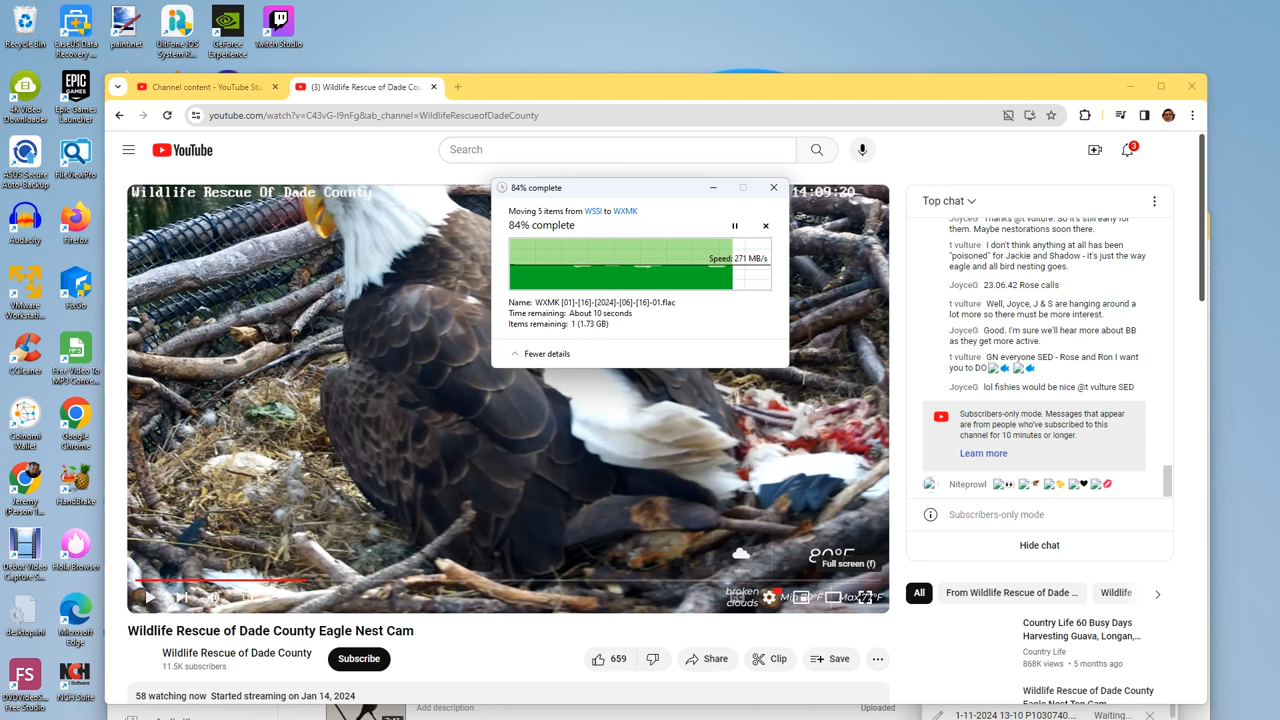 Recycle Bin
EaseUS Data Recovery ...
paint.net
UltFone iOS System R...
GeForce Experience
Twitch Studio
4K Video Downloader
Epic Games Launcher
ASUS Secure Auto-Backup
FileViewPro
Audacity
Firefox
VMware Workstati...
FixGo
CCleaner
Free Video To MP3 Conve...
Coinomi Wallet
Google Chrome
Jeremy (Person 1...
HandBrake
Debut Video Capture S...
Hola Browser
desktop.ini
Microsoft Edge
FS
DVDVideoS... Free Studio
NCH
NCH Suite
Channel content - YouTube Stu
(3) Wildlife Rescue of Dade Cou
youtube.com/watch?v=C43vG-I9nFg&ab_channel=WildlifeRescueofDadeCounty
YouTube
Search
3
Wildlife Rescue Of Dade County
14:09:20
84% complete
Moving 5 items from WSSI to WXMK
84% complete
Speed: 271 MB/s
Name: WXMK [01]-[16]-[2024]-[06]-[16]-01.flac
Time remaining: About 10 seconds
Items remaining: 1 (1.73 GB)
Fewer details
80°F
Full screen (f)
broken clouds
Top chat
JoyceG Thanks @t vulture. So it's still early for
them. Maybe nesterations soon there.
t vulture I don't think anything at all has been
"poisoned" for Jackie and Shadow - it's just the way
eagle and all bird nesting goes.
JoyceG 23.06.42 Rose calls
t vulture Well, Joyce, J & S are hanging around a
lot more so there must be more interest.
JoyceG Good. I'm sure we'll hear more about BB
as they get more active.
t vulture GN everyone SED - Rose and Ron I want
you to DO
JoyceG lol fishies would be nice @t vulture SED
Subscribers-only mode. Messages that appear
are from people who've subscribed to this
channel for 10 minutes or longer.
Learn more
Niteprowl
Subscribers-only mode
Hide chat
All
From Wildlife Rescue of Dade ...
Wildlife
Wildlife Rescue of Dade County Eagle Nest Cam
Wildlife Rescue of Dade County
11.5K subscribers
Subscribe
659
Share
Clip
Save
58 watching now Started streaming on Jan 14, 2024
Country Life 60 Busy Days
Harvesting Guava, Longan,...
Country Life
868K views • 5 months ago
Wildlife Rescue of Dade County
Eagle Nest Top Cam
7:41
Add description
Uploaded
1-11-2024 13-10 P1030740....
Waiting...